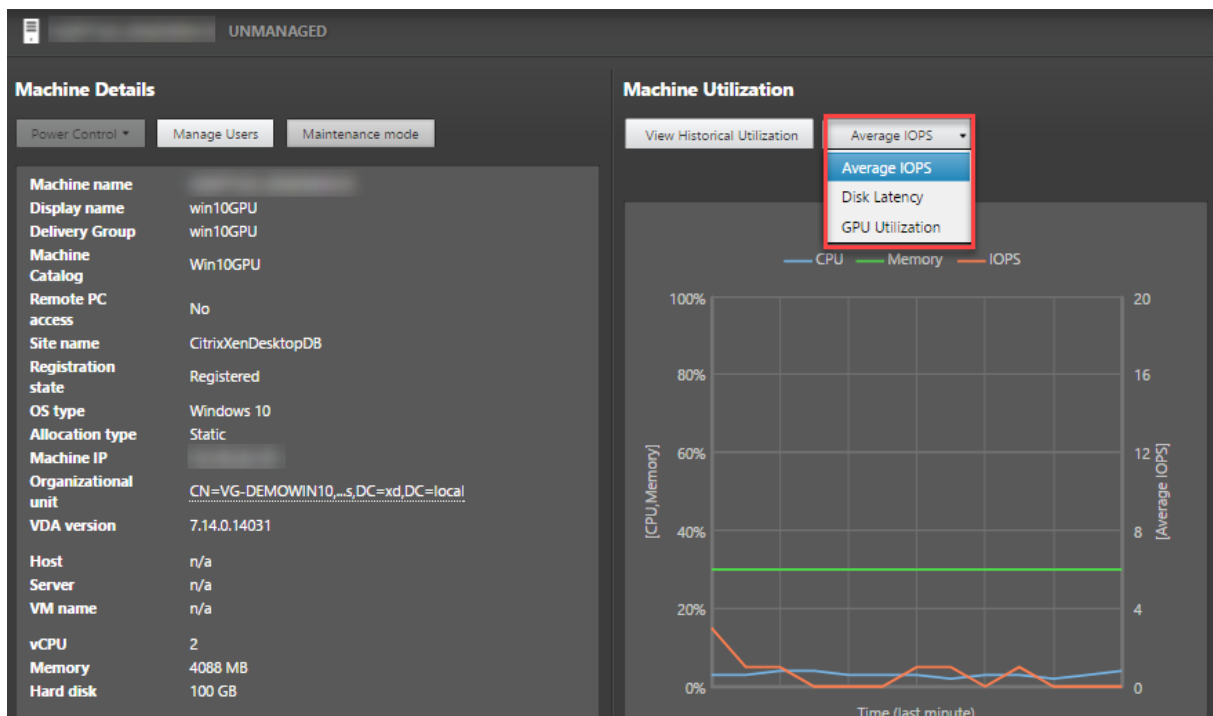 UNMANAGED
Machine Details
Power Control
Manage Users
Maintenance mode
Machine name
Display name win10GPU
Delivery Group win10GPU
Machine
Catalog
Win10GPU
Remote PC
access
No
Site name CitrixXenDesktopDB
Registration
state
Registered
OS type Windows 10
Allocation type Static
Machine IP
Organizational
unit
CN=VG-DEMOWIN10,...s,DC=xd,DC=local
VDA version 7.14.0.14031
Host n/a
Server n/a
VM name n/a
vCPU 2
Memory 4088 MB
Hard disk 100 GB
Machine Utilization
View Historical Utilization
Average IOPS
Average IOPS
Disk Latency
GPU Utilization
CPU Memory IOPS
100% 20
80% 16
60% 12
40% 8
20% 4
0% 0
[CPU,Memory]
[Average IOPS]
Time (last minute)